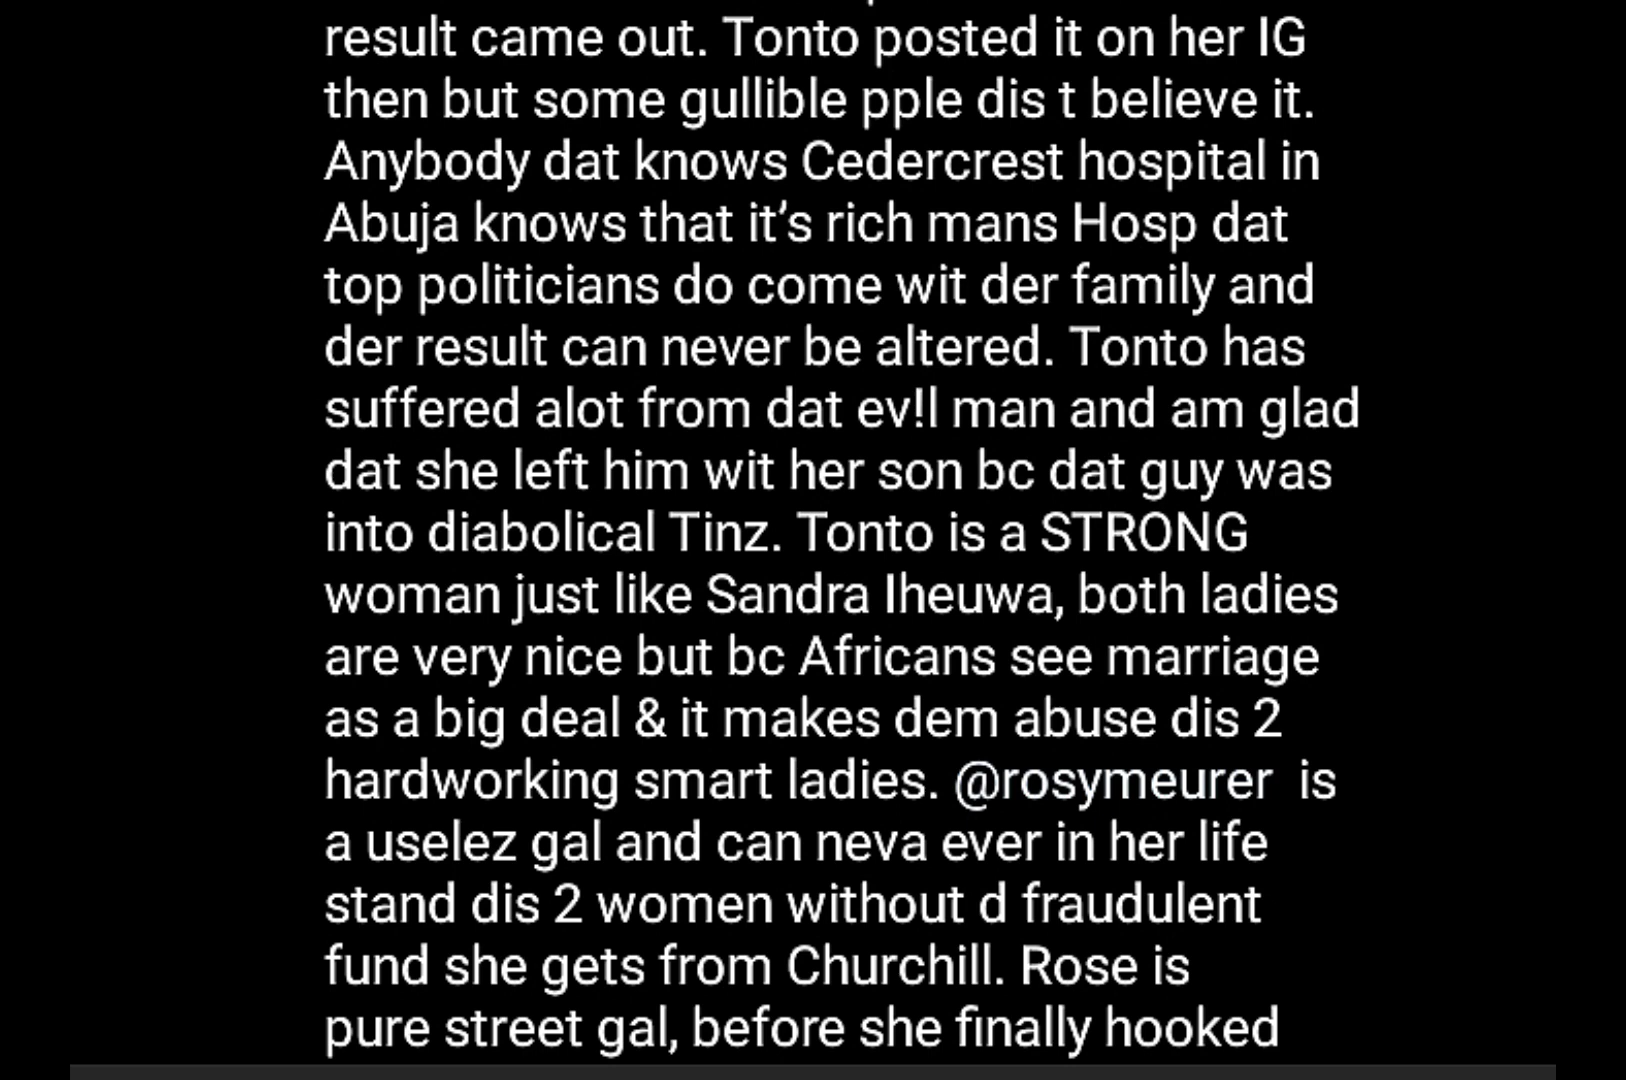 result came out. Tonto posted it on her IG
then but some gullible pple dis t believe it.
Anybody dat knows Cedercrest hospital in
Abuja knows that it’s rich mans Hosp dat
top politicians do come wit der family and
der result can never be altered. Tonto has
suffered alot from dat ev!l man and am glad
dat she left him wit her son bc dat guy was
into diabolical Tinz. Tonto is a STRONG
woman just like Sandra Iheuwa, both ladies
are very nice but bc Africans see marriage
as a big deal & it makes dem abuse dis 2
hardworking smart ladies. @rosymeurer  is
a uselez gal and can neva ever in her life
stand dis 2 women without d fraudulent
fund she gets from Churchill. Rose is
pure street gal, before she finally hooked